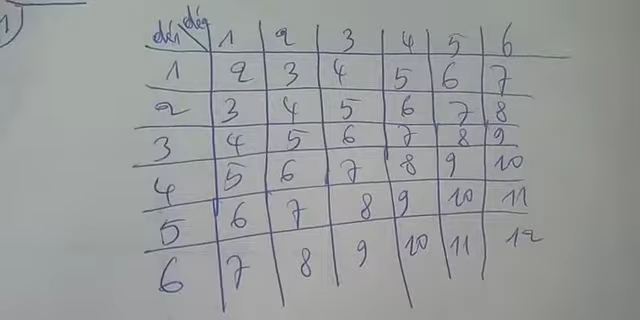 1
dén dég 1 2 3 4 5 6
1 2 3 4 5 6 7
2 3 4 5 6 7 8
3 4 5 6 7 8 9
4 5 6 7 8 9 10
5 6 7 8 9 10 11
6 7 8 9 10 11 12